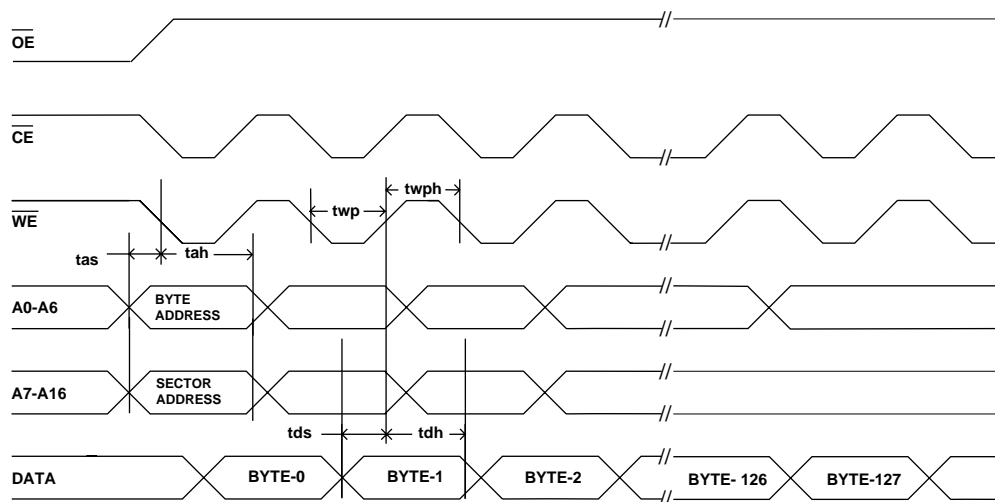 OE
CE
WE
twp
twph
tas
tah
A0-A6
BYTE
ADDRESS
A7-A16
SECTOR
ADDRESS
tds
tdh
DATA
BYTE-0
BYTE-1
BYTE-2
BYTE- 126
BYTE-127